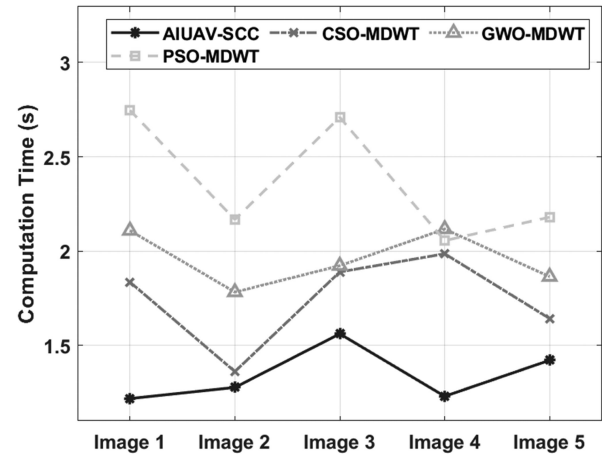 AIUAV-SCC CSO-MDWT GWO-MDWT
PSO-MDWT
3
2.5
2
1.5
Computation Time (s)
Image 1 Image 2 Image 3 Image 4 Image 5